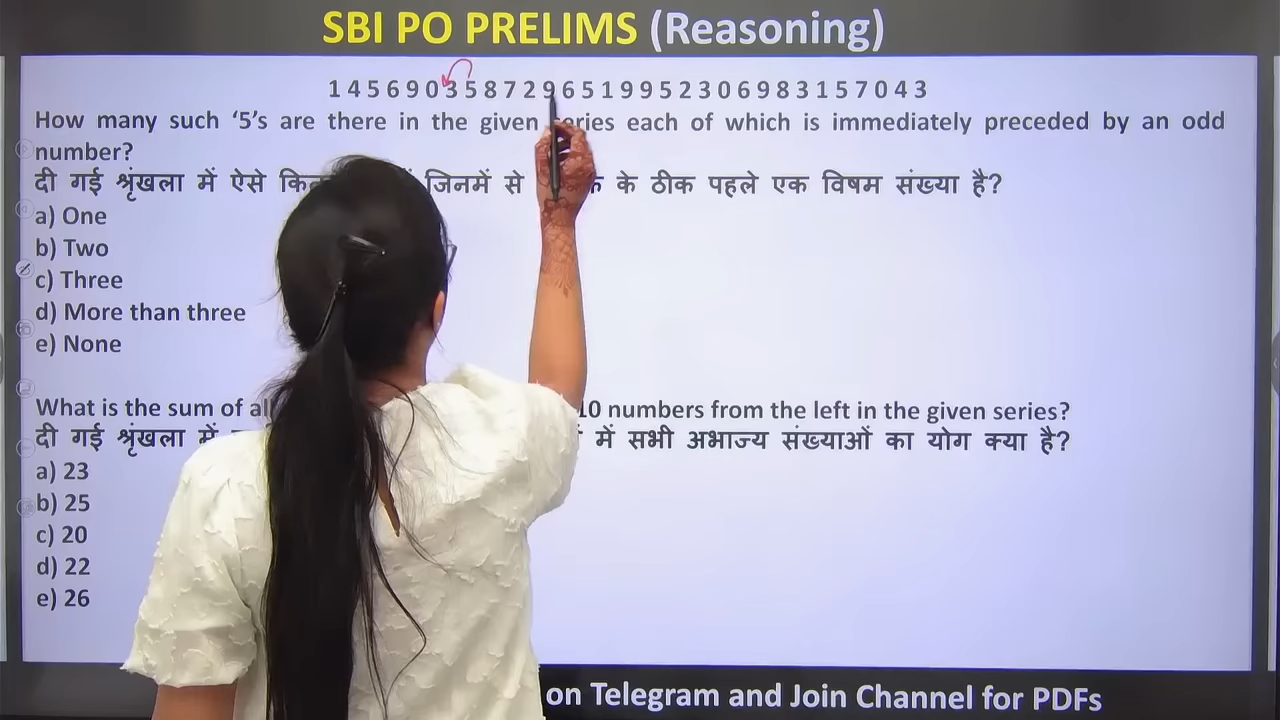 SBI PO PRELIMS (Reasoning)
1 4 5 6 9 0 3 5 8 7 2 9 6 5 1 9 9 5 2 3 0 6 9 8 3 1 5 7 0 4 3
How many such ‘5’s are there in the given each of which is immediately preceded by an odd
number?
दी गई श्रृंखला में ऐसे जिनमें से के ठीक पहले एक विषम संख्या है?
a) One
b) Two
c) Three
d) More than three
e) None
What is the sum of 10 numbers from the left in the given series?
दी गई श्रृंखला में में सभी अभाज्य संख्याओं का योग क्या है?
a) 23
b) 25
c) 20
d) 22
e) 26
on Telegram and Join Channel for PDFs